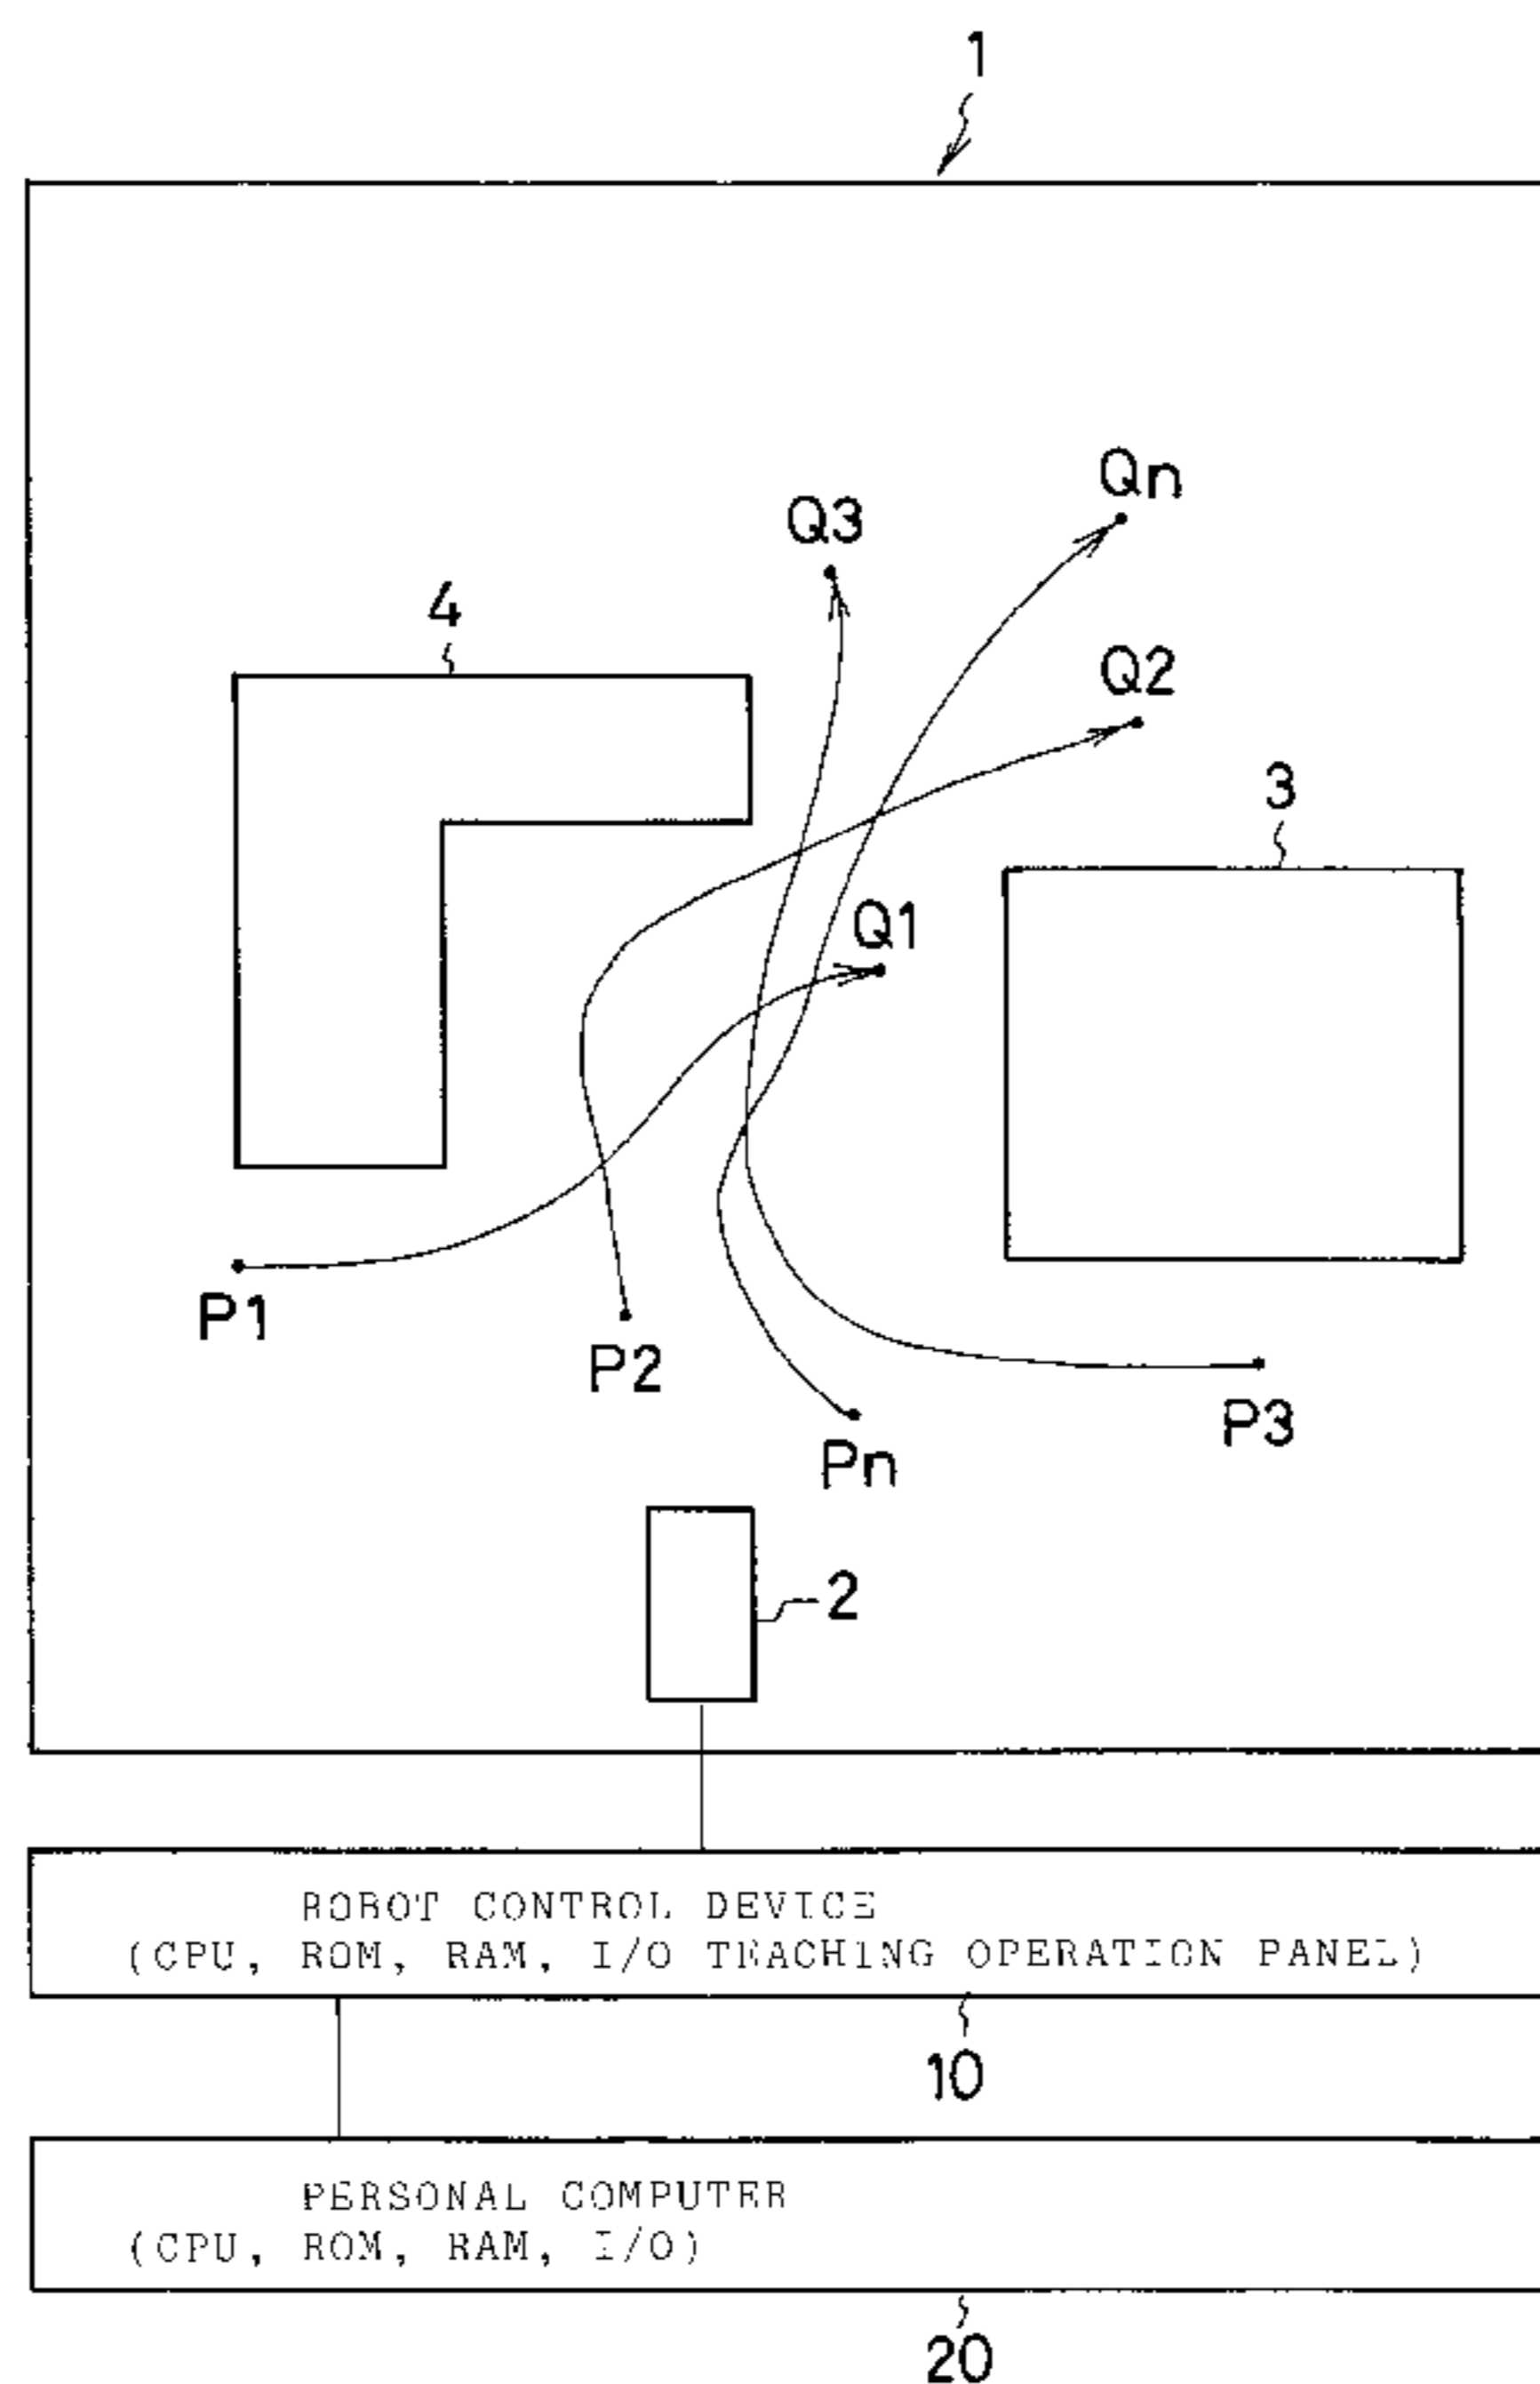 1
Qn
Q3
4
Q2
3
Q1
P1
P2
P3
Pn
2
ROBOT CONTROL DEVICE
(CPU, ROM, RAM, I/O TEACHING OPERATION PANEL)
10
PERSONAL COMPUTER
(CPU, ROM, RAM, I/O)
20